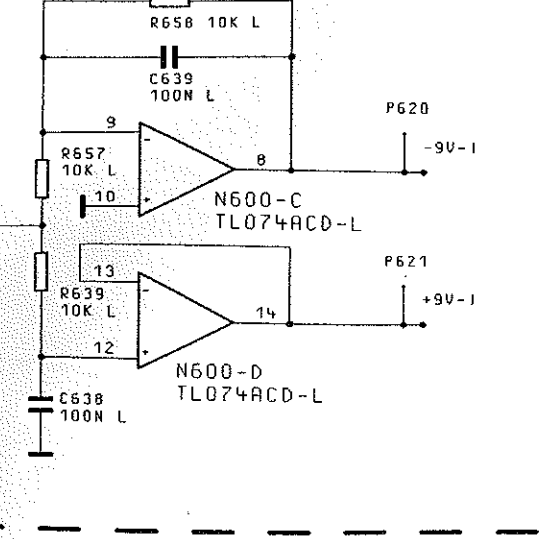 R658 10K L
C639
100N L
P620
9
-9V-I
R657
10K L
8
10
N600-C
TL074ACD-L
P621
13
+9V-I
R639
10K L
14
12
N600-D
TL074ACD-L
C638
100N L